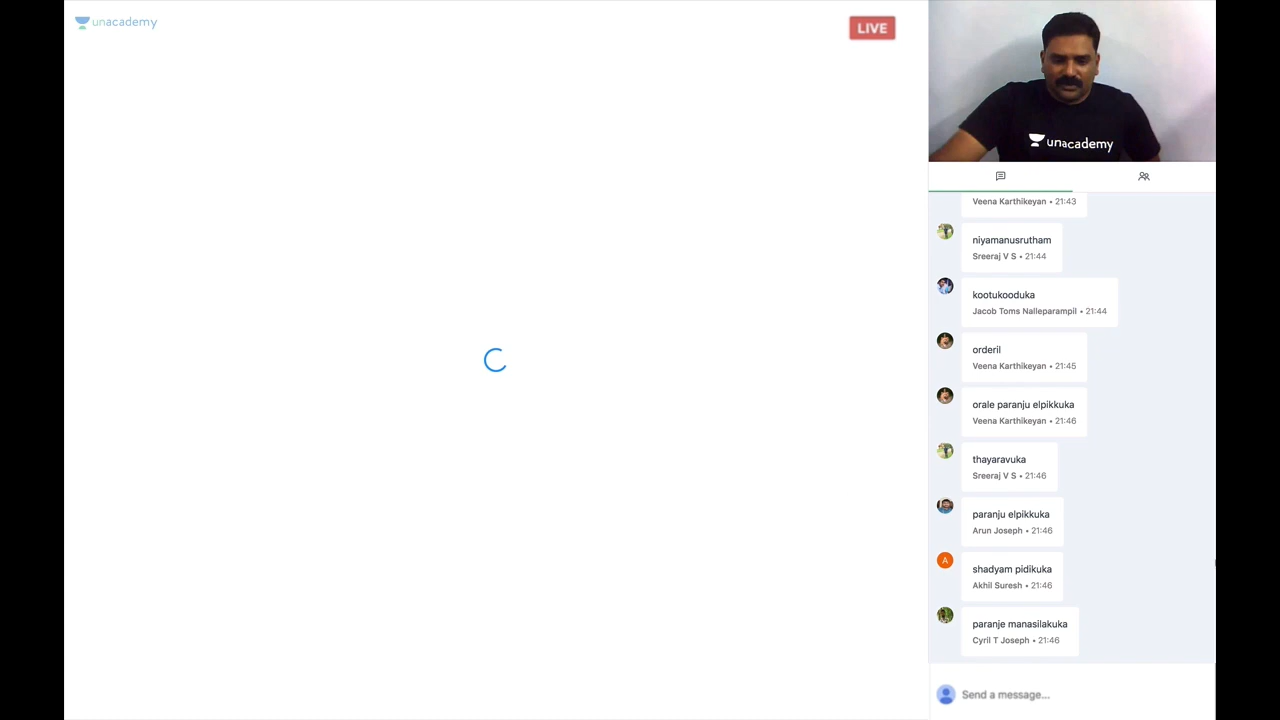 unacademy
LIVE
unacademy
Veena Karthikeyan • 21:43
niyamanusrutham
Sreeraj V S • 21:44
kootukooduka
Jacob Toms Nalleparampil • 21:44
orderil
Veena Karthikeyan • 21:45
orale paranju elpikkuka
Veena Karthikeyan • 21:46
thayaravuka
Sreeraj V S • 21:46
paranju elpikkuka
Arun Joseph • 21:46
A
shadyam pidikuka
Akhil Suresh • 21:46
paranje manasilakuka
Cyril T Joseph • 21:46
Send a message...